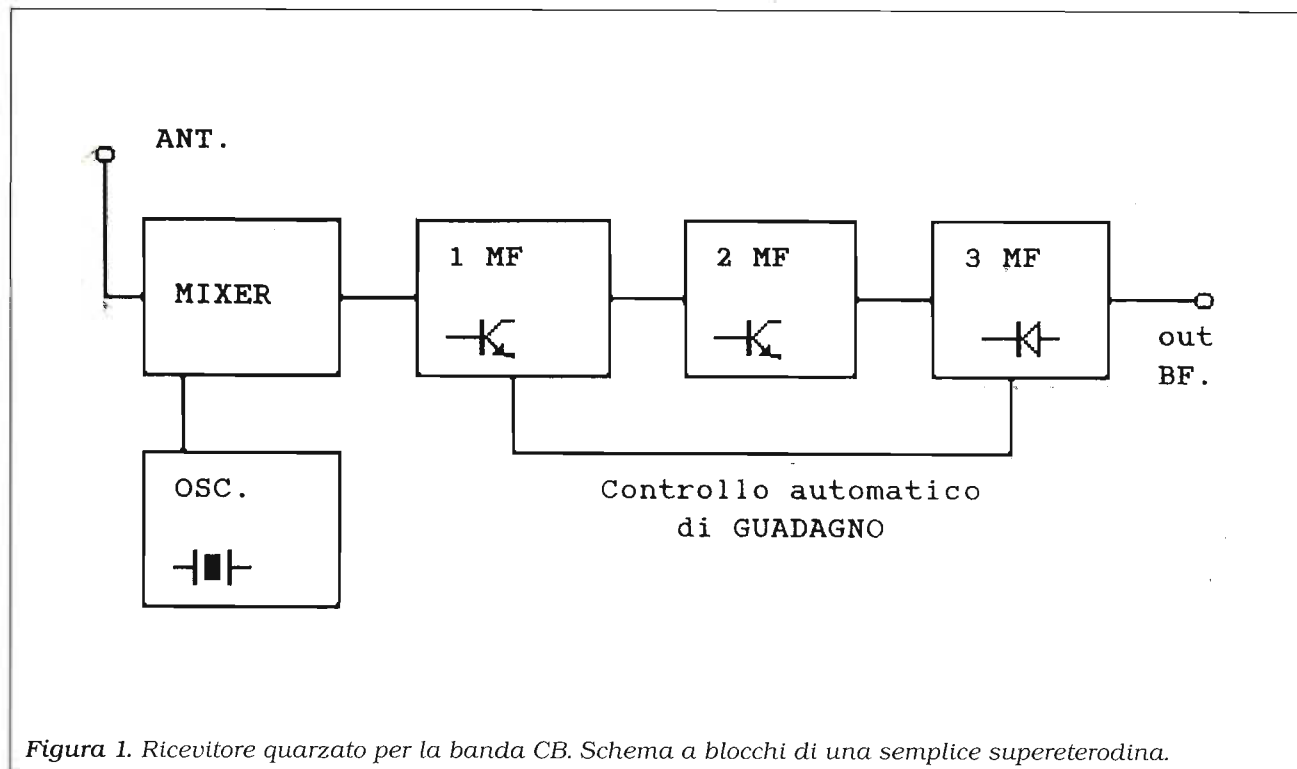 ANT.
MIXER
1 MF
2 MF
3 MF
out
BF.
OSC.
Controllo automatico
di GUADAGNO
Figura 1. Ricevitore quarzato per la banda CB. Schema a blocchi di una semplice supereterodina.